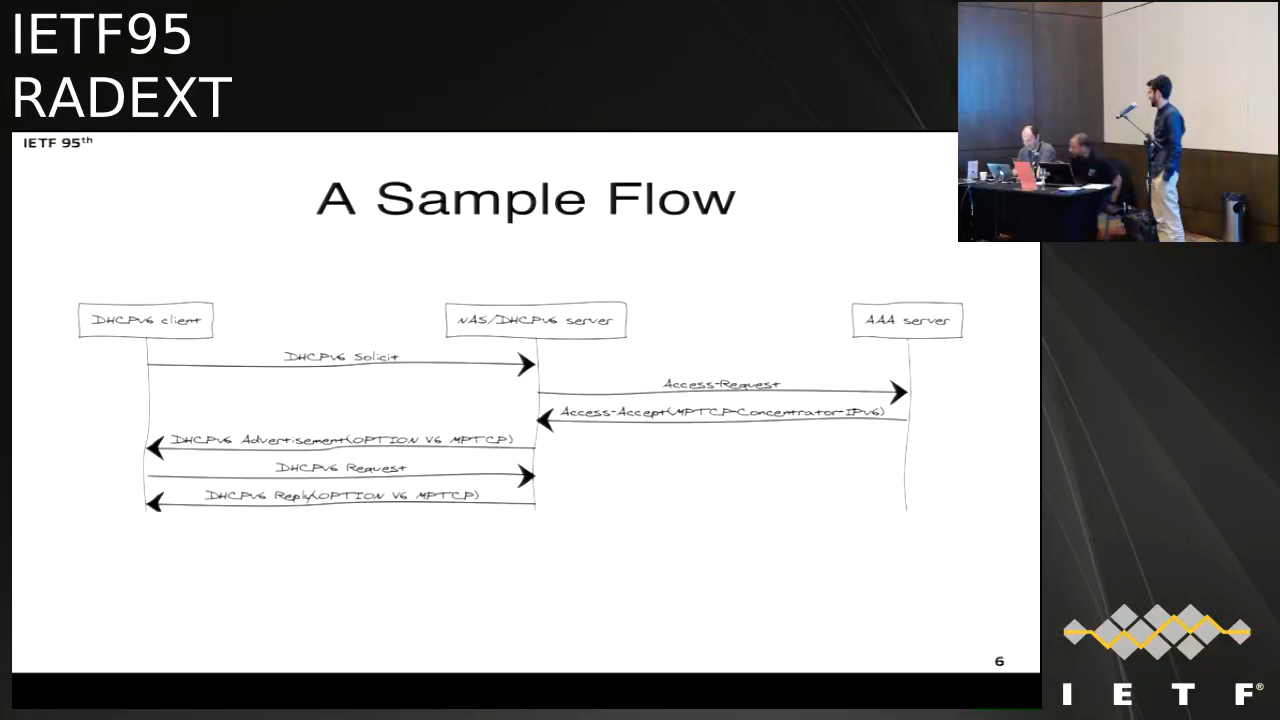 IETF95
RADEXT
IETF 95th
A Sample Flow
DHCPv6 client
NAS/DHCPv6 server
AAA server
DHCPv6 Solicit
Access-Request
Access-Accept(MPTCP-Concentrator-IPv6)
DHCPv6 Advertisement(OPTION V6 MPTCP)
DHCPv6 Request
DHCPv6 Reply(OPTION V6 MPTCP)
6
I E T F®